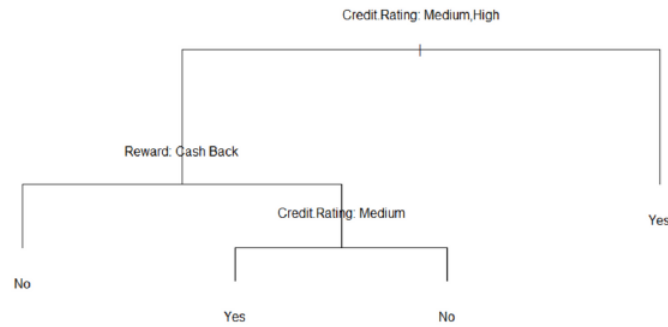 Credit.Rating: Medium,High
Reward: Cash Back
Credit.Rating: Medium
Yes
No
Yes
No